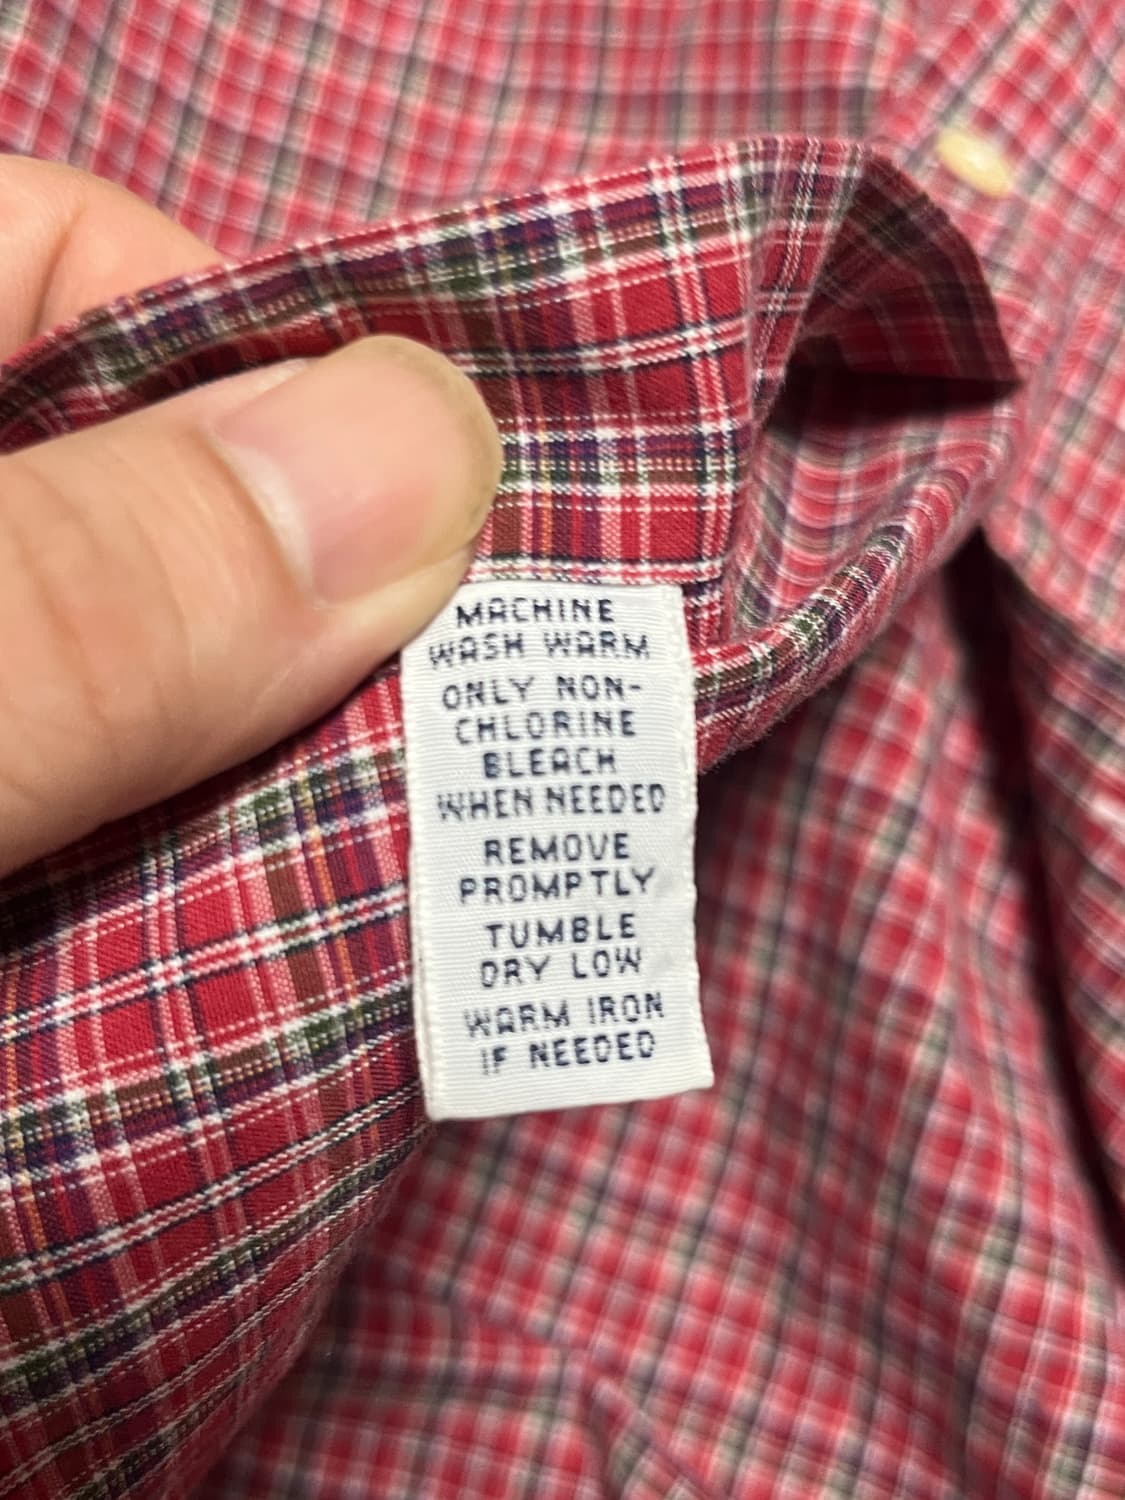 MACHINE
WASH WARM
ONLY NON-
CHLORINE
BLEACH
WHEN NEEDED
REMOVE
PROMPTLY
TUMBLE
DRY LOW
WARM IRON
IF NEEDED